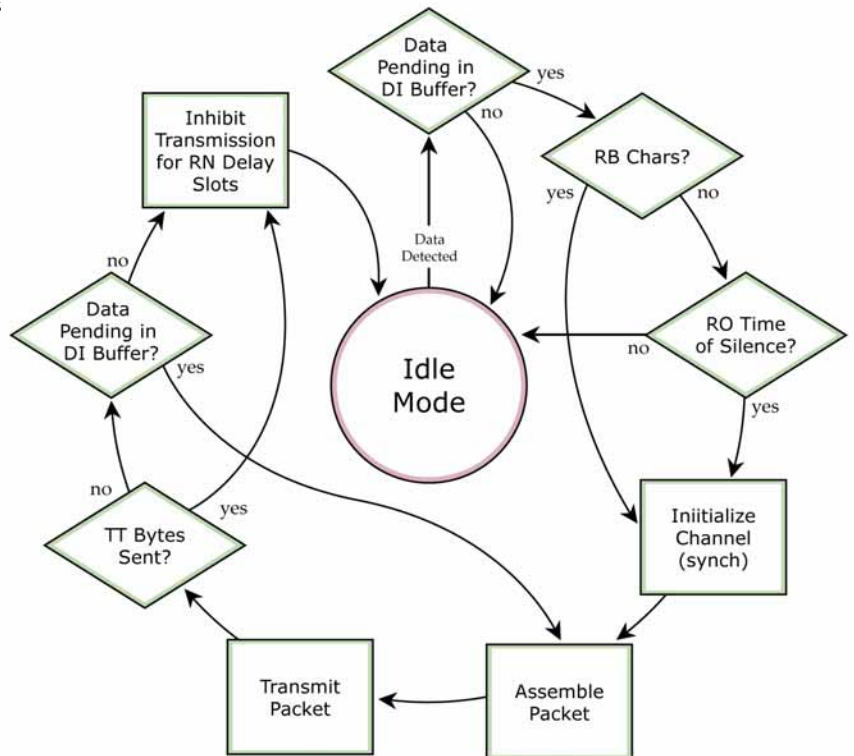 Data
Pending in
DI Buffer?
yes
no
RB Chars?
yes
no
RO Time
of Silence?
no
yes
Iniitialize
Channel
(synch)
Assemble
Packet
Transmit
Packet
TT Bytes
Sent?
no
yes
Data
Pending in
DI Buffer?
no
yes
Inhibit
Transmission
for RN Delay
Slots
Data
Detected
Idle
Mode